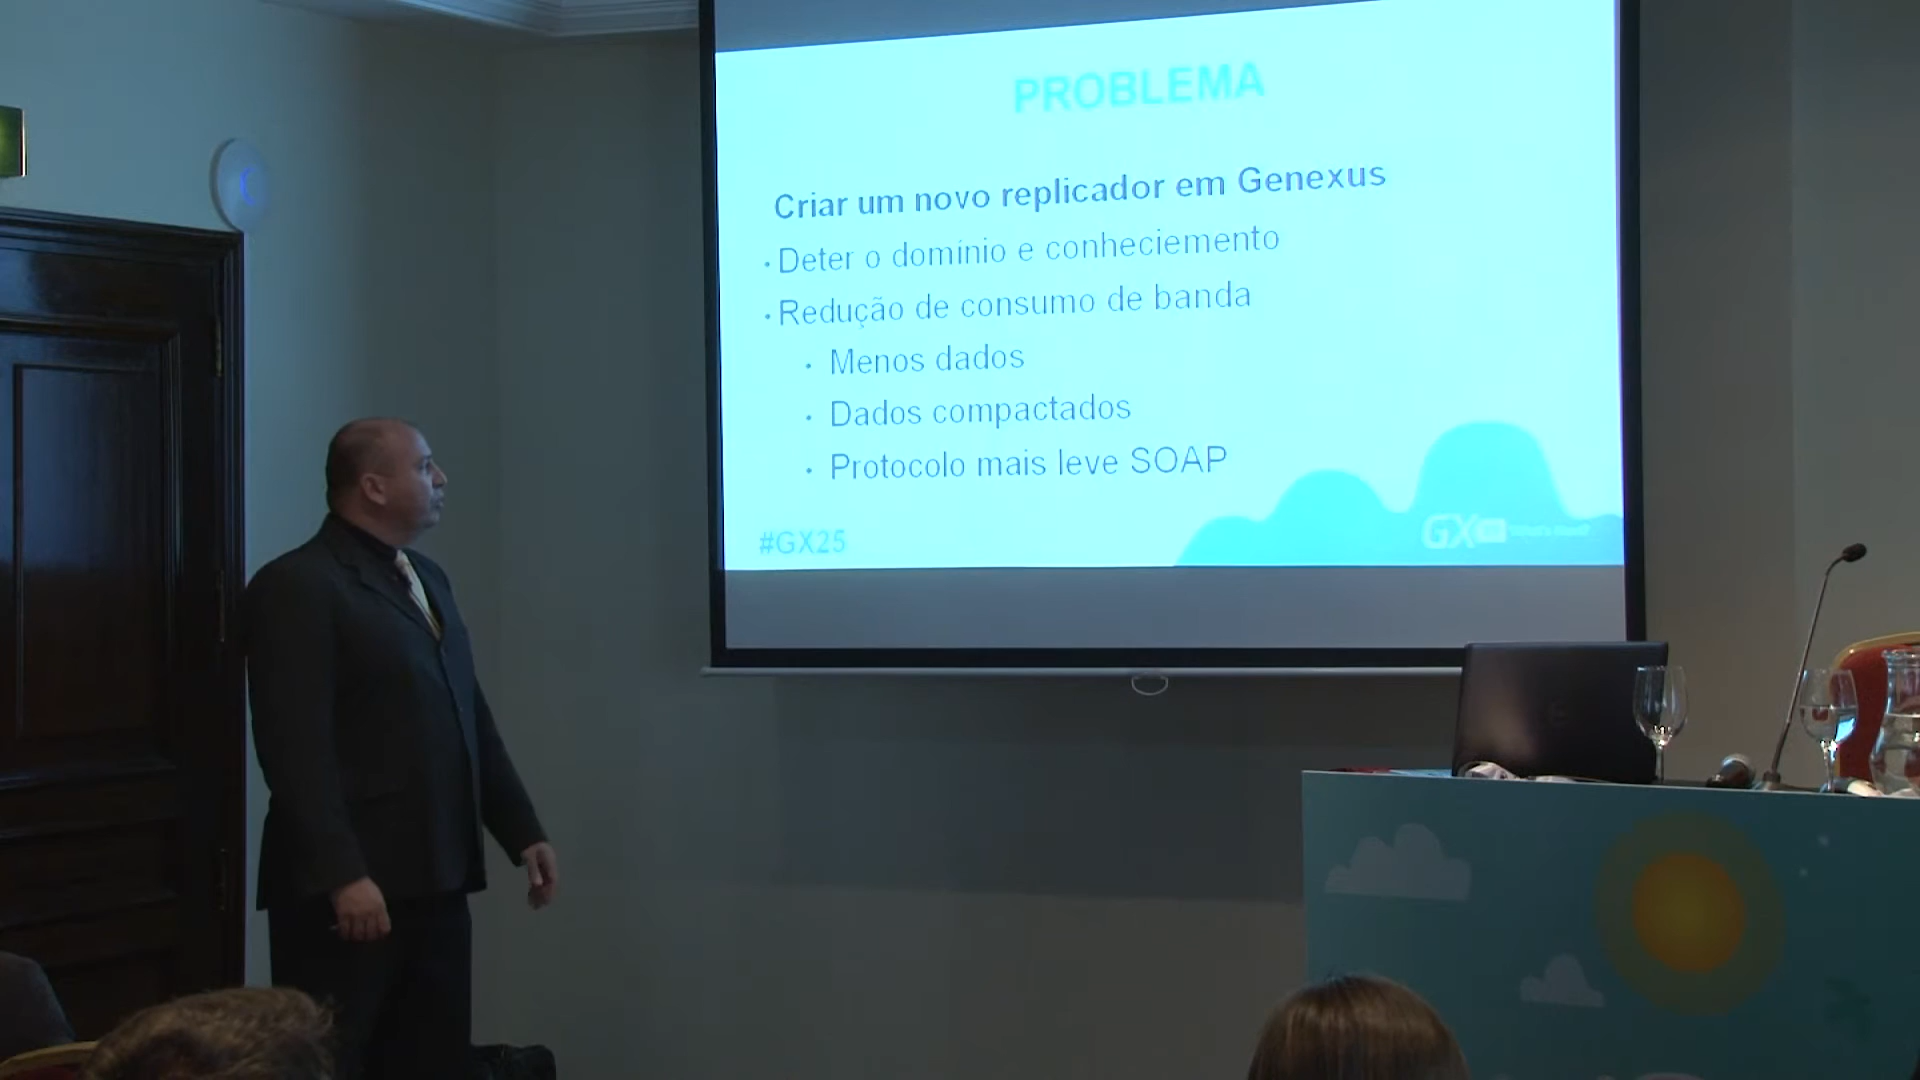 PROBLEMA
Criar um novo replicador em Genexus
· Deter o domínio e conheciemento
· Redução de consumo de banda
· Menos dados
· Dados compactados
· Protocolo mais leve SOAP
#GX25
GX